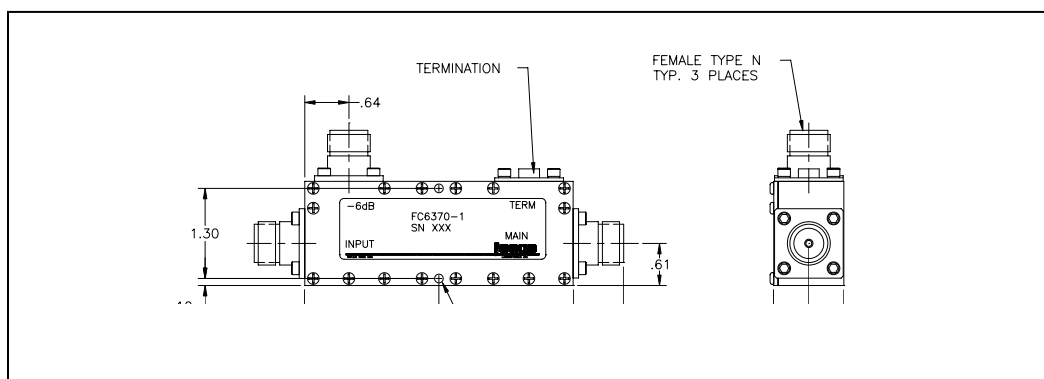 TERMINATION
FEMALE TYPE N
TYP. 3 PLACES
.64
-6dB
TERM
FC6370-1
SN XXX
1.30
MAIN
INPUT
.61